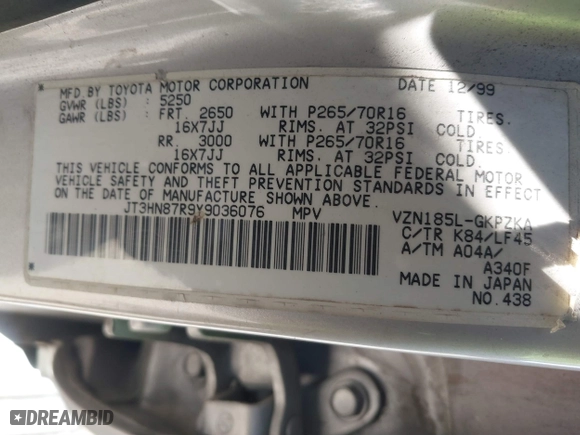 MFD BY TOYOTA MOTOR CORPORATION DATE 12/99
GVWR (LBS) : 5250
GAWR (LBS) : FRT. 2650 WITH P265/70R16 TIRES.
16X7JJ RIMS. AT 32PSI COLD.
RR. 3000 WITH P265/70R16 TIRES.
16X7JJ RIMS. AT 32PSI COLD.
THIS VEHICLE CONFORMS TO ALL APPLICABLE FEDERAL MOTOR
VEHICLE SAFETY AND THEFT PREVENTION STANDARDS IN EFFECT
ON THE DATE OF MANUFACTURE SHOWN ABOVE.
JT3HN87R9Y9036076 MPV VZN185L-GKPZKA
C/TR K84/LF45
A/TM A04A/
A340F
MADE IN JAPAN
NO.438
DREAMBID